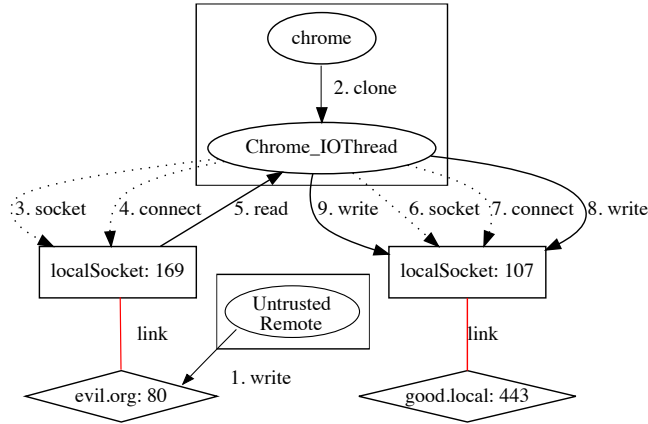 chrome
2. clone
Chrome_IOThread
3. socket
4. connect
5. read
9. write
6. socket
7. connect
8. write
localSocket: 169
localSocket: 107
Untrusted
Remote
link
link
1. write
evil.org: 80
good.local: 443